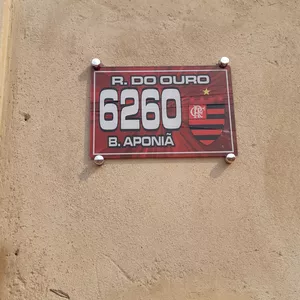 R. DO OURO
6260
B. APONIÃ